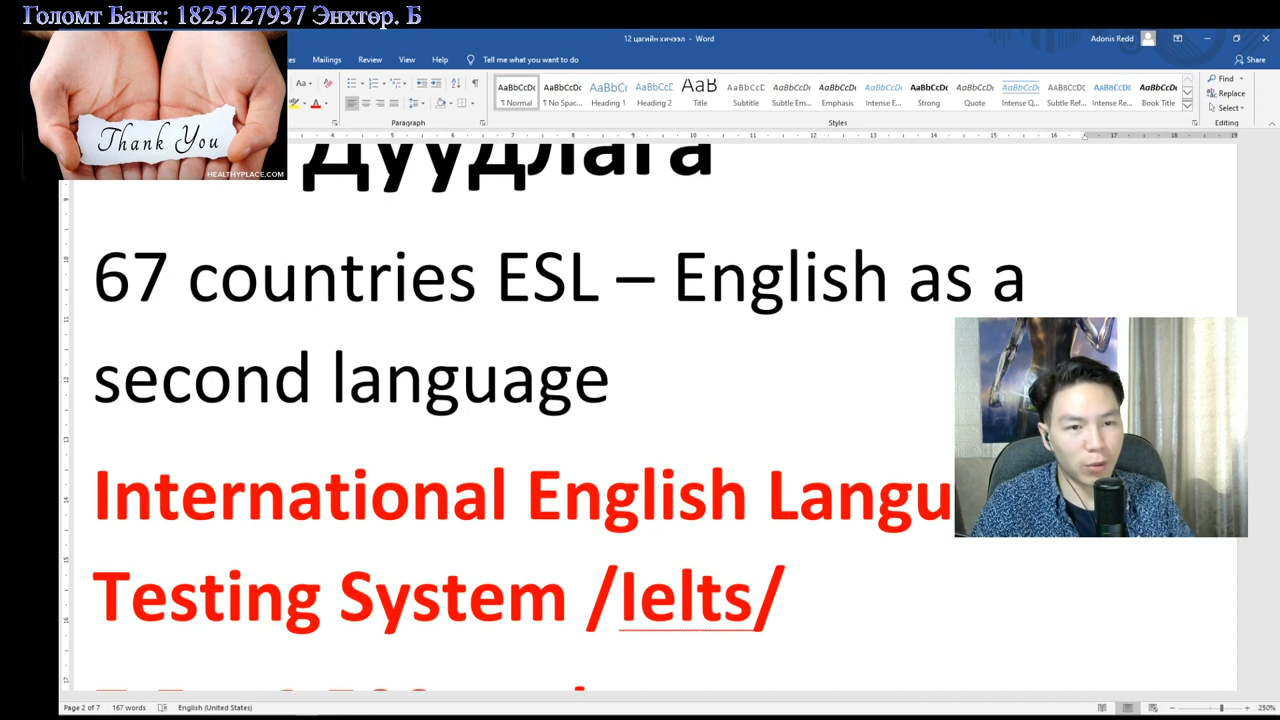 Голомт Банк: 1825127937 Энхтөр. Б
12 цагийн хичээл - Word
Adonis Redd
Mailings Review View Help Tell me what you want to do
Share
Thank You
HEALTHYPLACE.COM
Paragraph
AaBbCcDc AaBbCcDc AaBbCc AaBbCcC AaB AaBbCcC AaBbCcDc AaBbCcDc AaBbCcDc AaBbCcDc AaBbCcDc AaBbCcDc AaBbCcDc AaBbCcDc AaBbCcDc
¶ Normal ¶ No Spac... Heading 1 Heading 2 Title Subtitle Subtle Em... Emphasis Intense E... Strong Quote Intense Q... Subtle Ref... Intense Re... Book Title
Styles
Find
Replace
Select
Editing
Дуудлага
67 countries ESL – English as a
second language
International English Langu
Testing System /Ielts/
Page 2 of 7 167 words English (United States)
250%